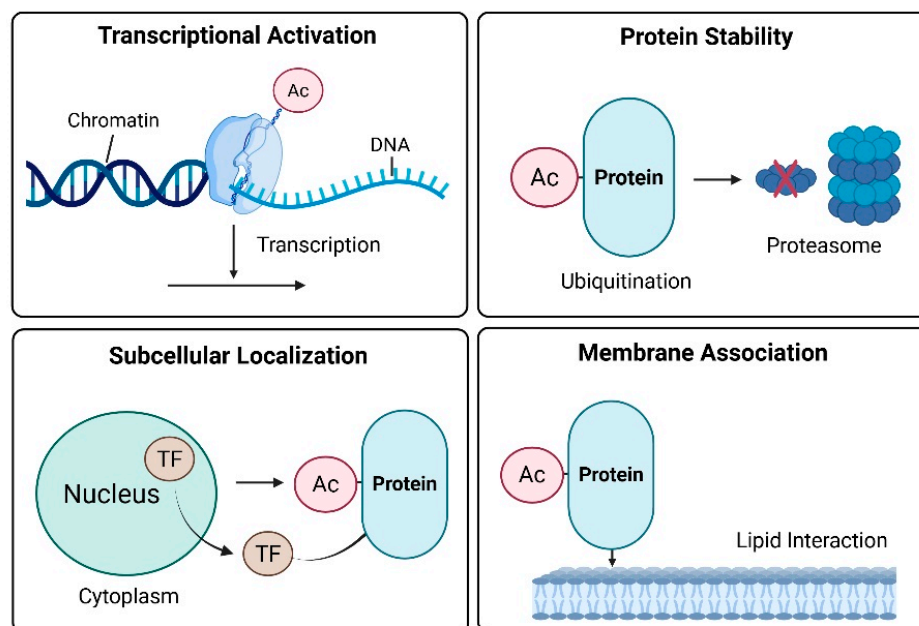 Transcriptional Activation
Ac
Chromatin
DNA
Transcription
Protein Stability
Ac
Protein
Ubiquitination
Proteasome
Subcellular Localization
TF
Nucleus
Ac
Protein
TF
Cytoplasm
Membrane Association
Ac
Protein
Lipid Interaction